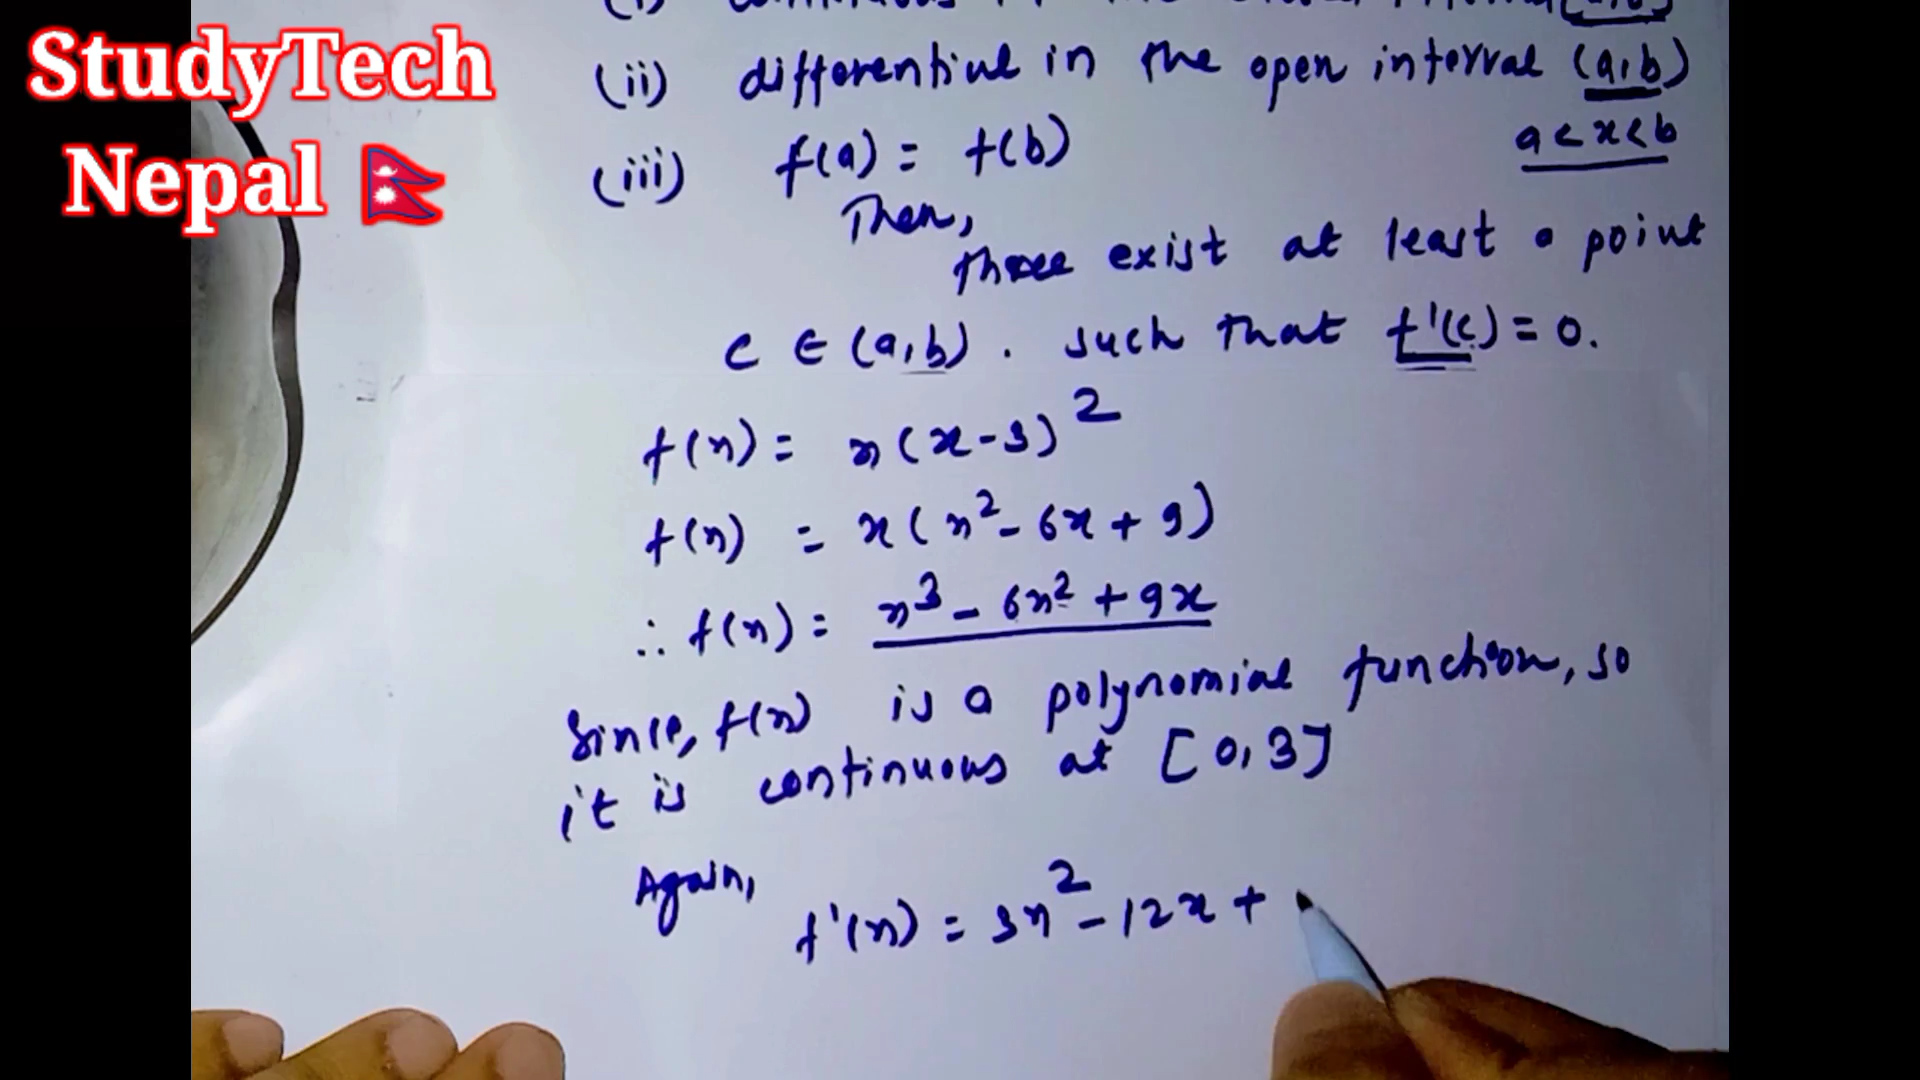 StudyTech
Nepal
(ii) differential in the open interval (a,b)
a<x<b
(iii) f(a) = f(b)
Then,
there exist at least a point
c ∈ (a,b). such that f'(c) = 0.
f(x) = x(x-3)²
f(x) = x(x²-6x+9)
∴ f(x) = x³-6x²+9x
Since, f(x) is a polynomial function, so
it is continuous at [0,3]
Again,
f'(x) = 3x²-12x+